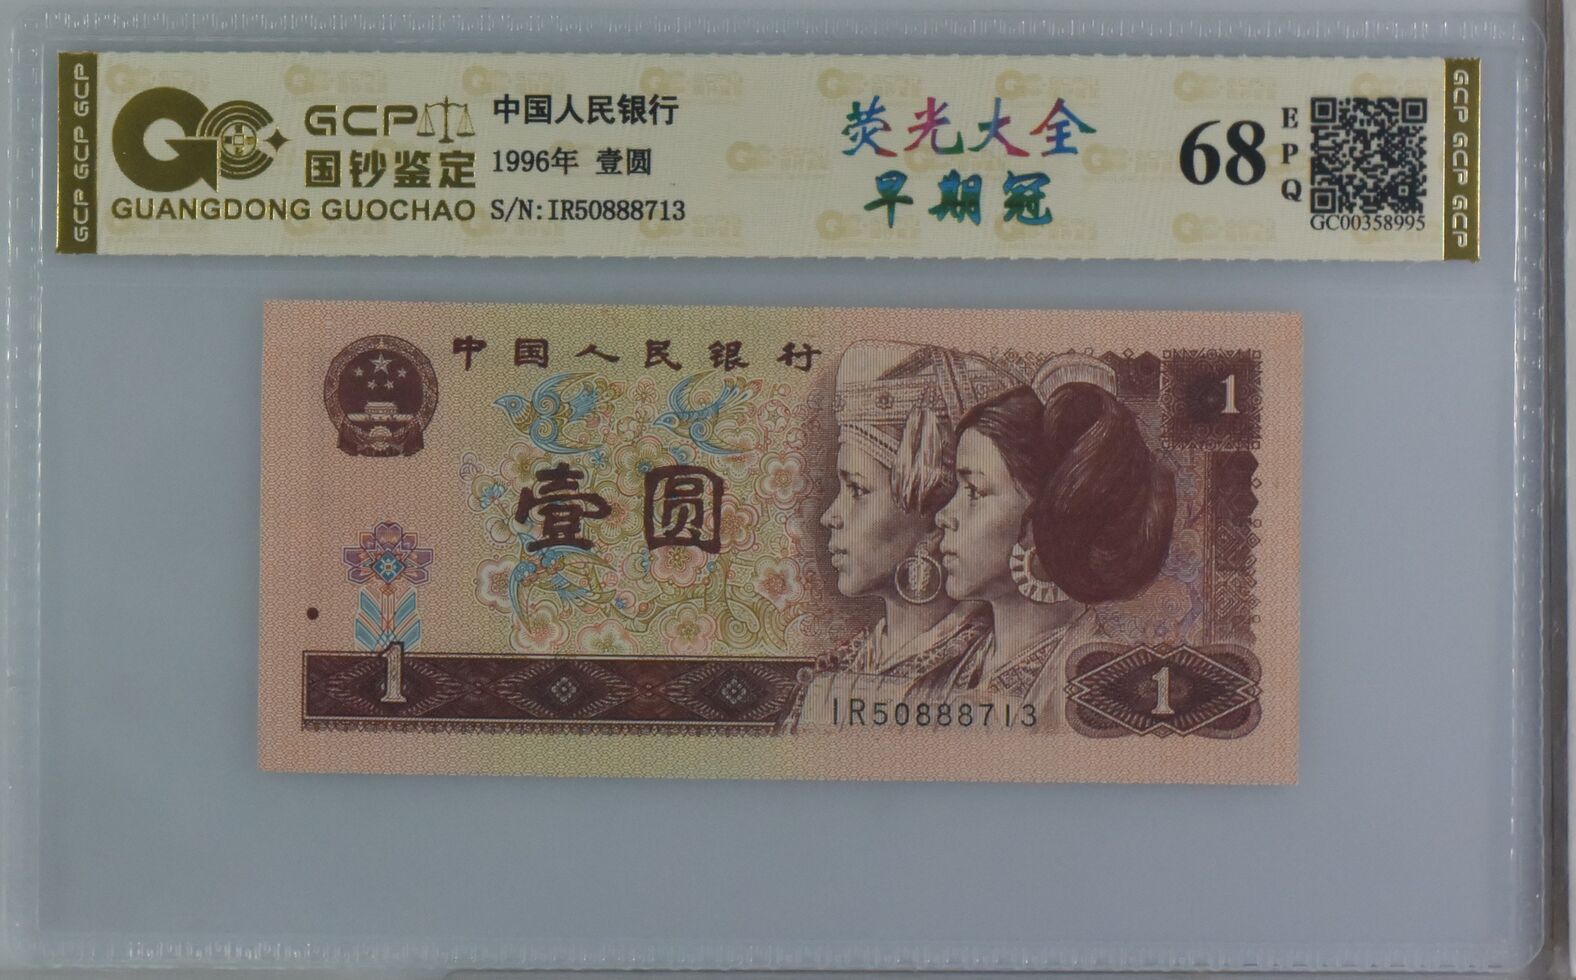 GCP GCP GCP
GCP
国钞鉴定
GUANGDONG GUOCHAO
中国人民银行
1996年 壹圆
S/N:IR50888713
荧光大全
早期冠
68
EPQ
GC00358995
GCP GCP GCP
中国人民银行
1
壹圆
1
1
IR50888713